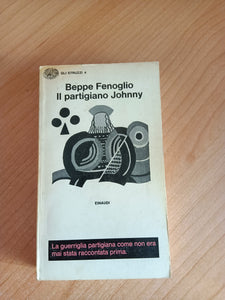 GLI STRUZZI 4
Beppe Fenoglio
Il partigiano Johnny
EINAUDI
La guerriglia partigiana come non era
mai stata raccontata prima.